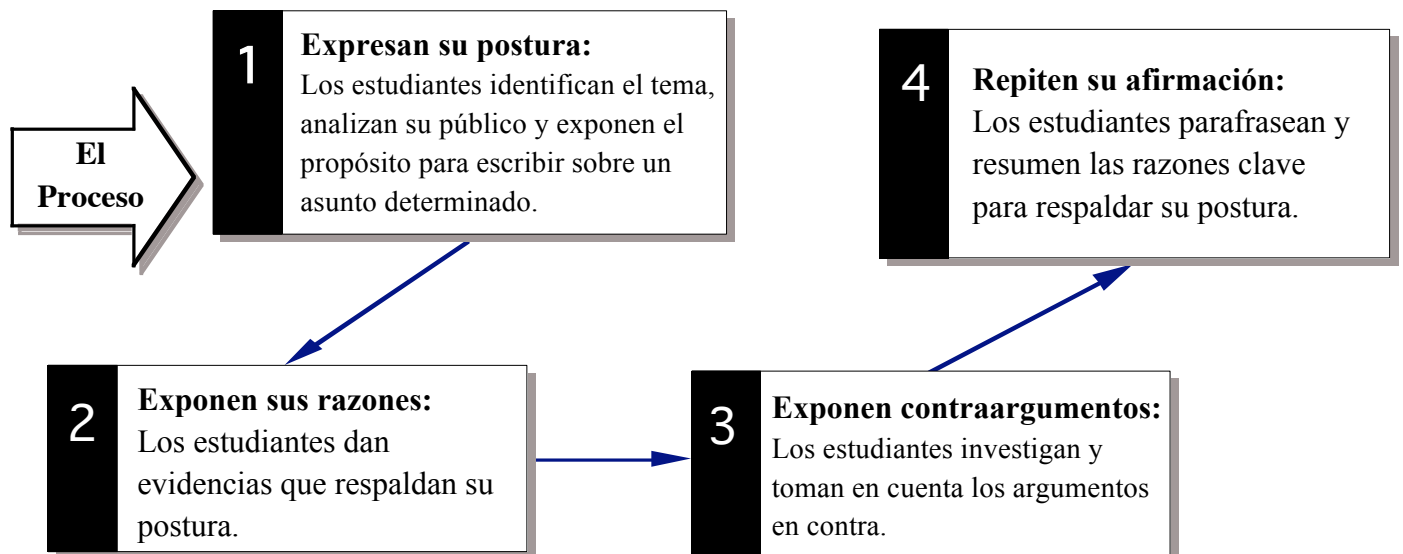 El
Proceso
1
Expresan su postura:
Los estudiantes identifican el tema,
analizan su público y exponen el
propósito para escribir sobre un
asunto determinado.
2
Exponen sus razones:
Los estudiantes dan
evidencias que respaldan su
postura.
3
Exponen contraargumentos:
Los estudiantes investigan y
toman en cuenta los argumentos
en contra.
4
Repiten su afirmación:
Los estudiantes parafrasean y
resumen las razones clave
para respaldar su postura.